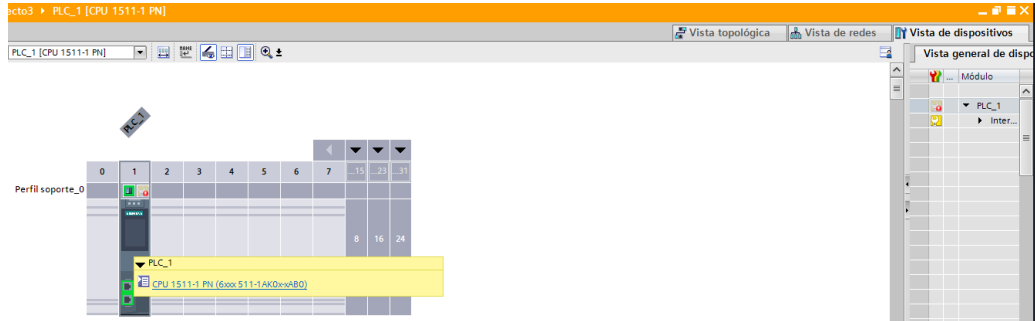 ecto3 ▸ PLC_1 [CPU 1511-1 PN]
Vista topológica Vista de redes Vista de dispositivos
PLC_1 [CPU 1511-1 PN]
Vista general de dispo
... Módulo
PLC_1
Inter...
PLC_1
0 1 2 3 4 5 6 7 ...15 ...23 ...31
Perfil soporte_0
SIEMENS
8 16 24
PLC_1
CPU 1511-1 PN (6xxx 511-1AK0x-xAB0)